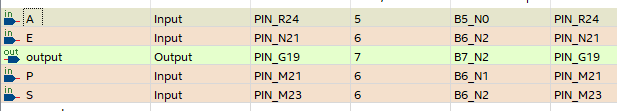 in A Input PIN_R24 5 B5_N0 PIN_R24
in E Input PIN_N21 6 B6_N2 PIN_N21
out output Output PIN_G19 7 B7_N2 PIN_G19
in P Input PIN_M21 6 B6_N1 PIN_M21
in S Input PIN_M23 6 B6_N2 PIN_M23